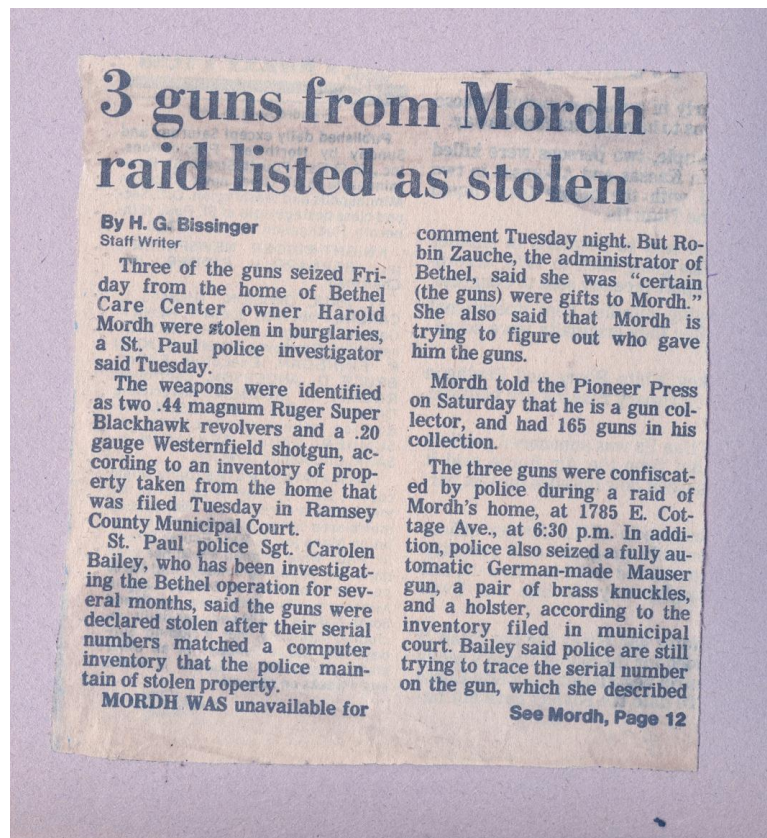 3 guns from Mordh
raid listed as stolen
By H. G. Bissinger
Staff Writer
Three of the guns seized Fri-
day from the home of Bethel
Care Center owner Harold
Mordh were stolen in burglaries,
a St. Paul police investigator
said Tuesday.
The weapons were identified
as two .44 magnum Ruger Super
Blackhawk revolvers and a .20
gauge Westernfield shotgun, ac-
cording to an inventory of prop-
erty taken from the home that
was filed Tuesday in Ramsey
County Municipal Court.
St. Paul police Sgt. Carolen
Bailey, who has been investigat-
ing the Bethel operation for sev-
eral months, said the guns were
declared stolen after their serial
numbers matched a computer
inventory that the police main-
tain of stolen property.
MORDH WAS unavailable for
comment Tuesday night. But Ro-
bin Zauche, the administrator of
Bethel, said she was “certain
(the guns) were gifts to Mordh.”
She also said that Mordh is
trying to figure out who gave
him the guns.
Mordh told the Pioneer Press
on Saturday that he is a gun col-
lector, and had 165 guns in his
collection.
The three guns were confiscat-
ed by police during a raid of
Mordh’s home, at 1785 E. Cot-
tage Ave., at 6:30 p.m. In addi-
tion, police also seized a fully au-
tomatic German-made Mauser
gun, a pair of brass knuckles,
and a holster, according to the
inventory filed in municipal
court. Bailey said police are still
trying to trace the serial number
on the gun, which she described
See Mordh, Page 12